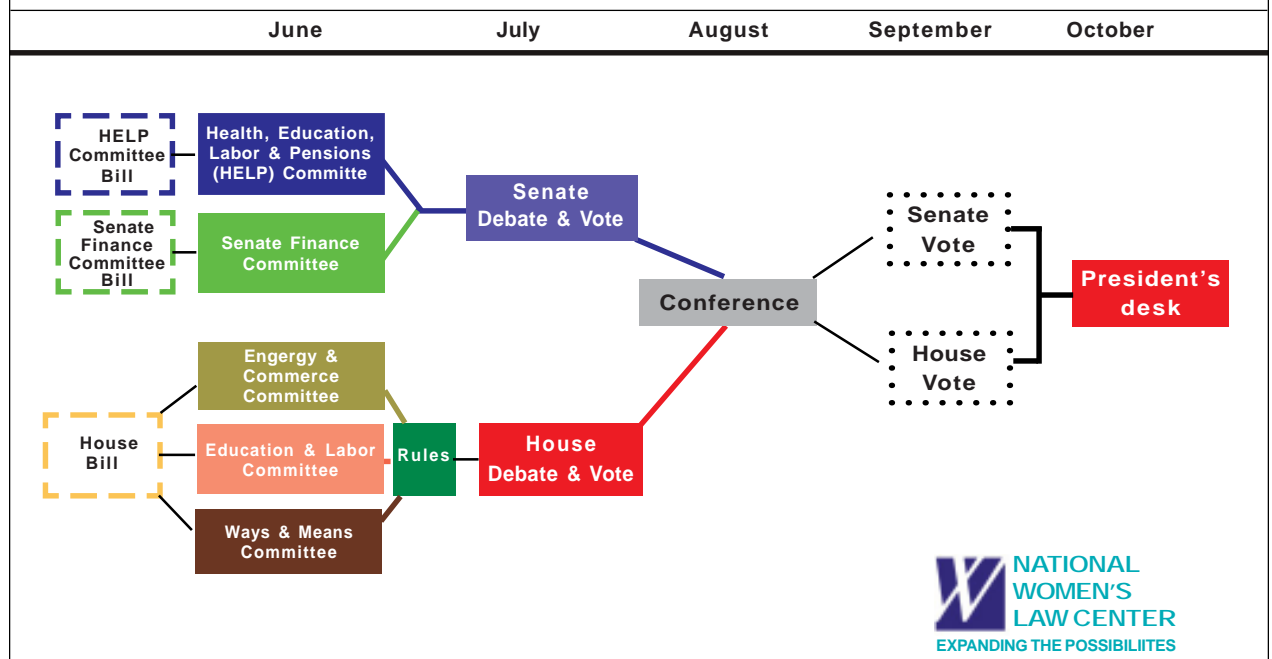 June July August September October
HELP
Committee
Bill
Health, Education,
Labor & Pensions
(HELP) Committe
Senate
Finance
Committee
Bill
Senate Finance
Committee
Senate
Debate & Vote
House
Bill
Engergy &
Commerce
Committee
Education & Labor
Committee
Ways & Means
Committee
Rules
House
Debate & Vote
Conference
Senate
Vote
House
Vote
President's
desk
W
NATIONAL
WOMEN'S
LAW CENTER
EXPANDING THE POSSIBILIITES